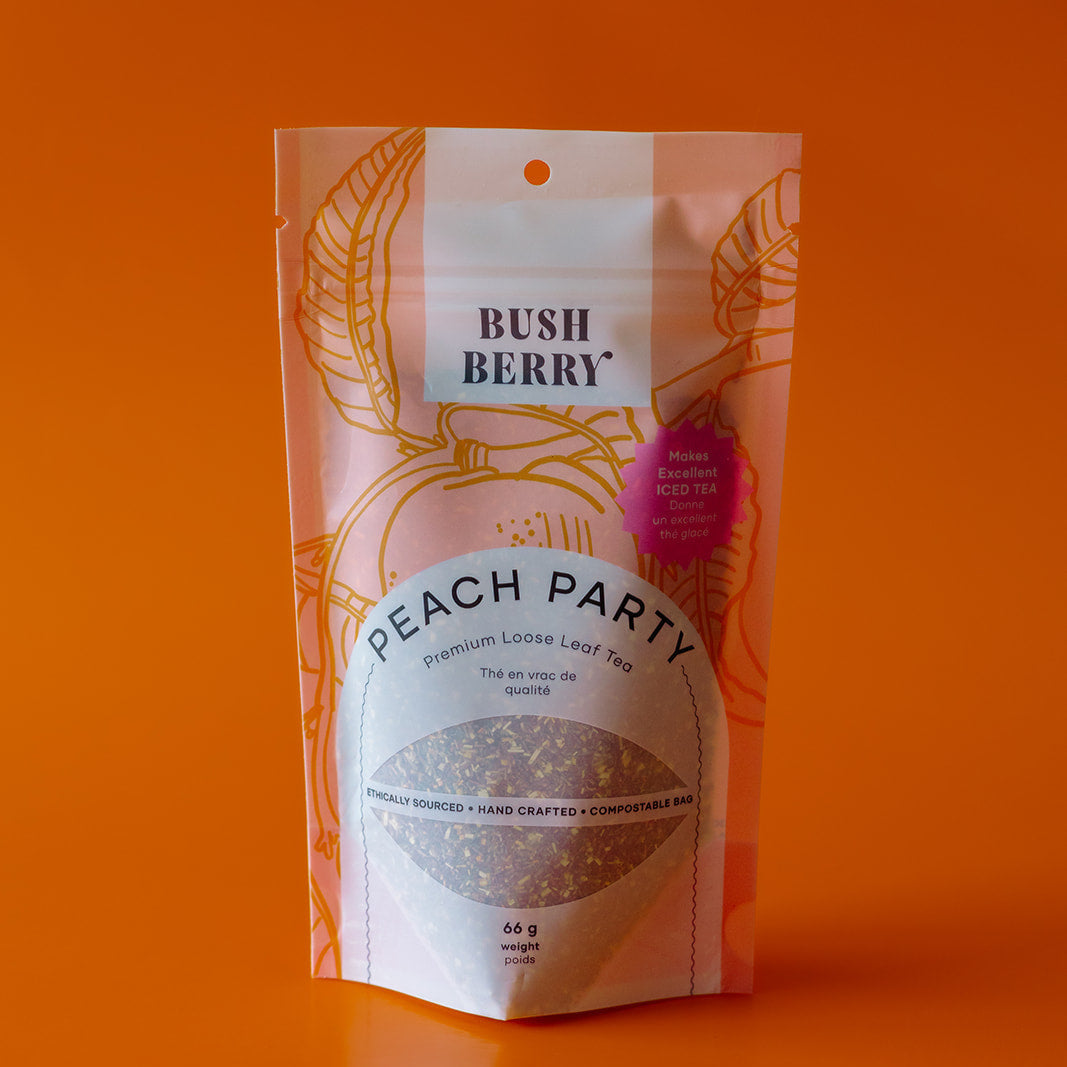 BUSH
BERRY
Makes
Excellent
ICED TEA
Donne
un excellent
thé glacé
PEACH PARTY
Premium Loose Leaf Tea
Thé en vrac de
qualité
ETHICALLY SOURCED • HAND CRAFTED • COMPOSTABLE BAG
66 g
weight
poids